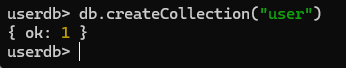 userdb> db.createCollection("user")
{ ok: 1 }
userdb>